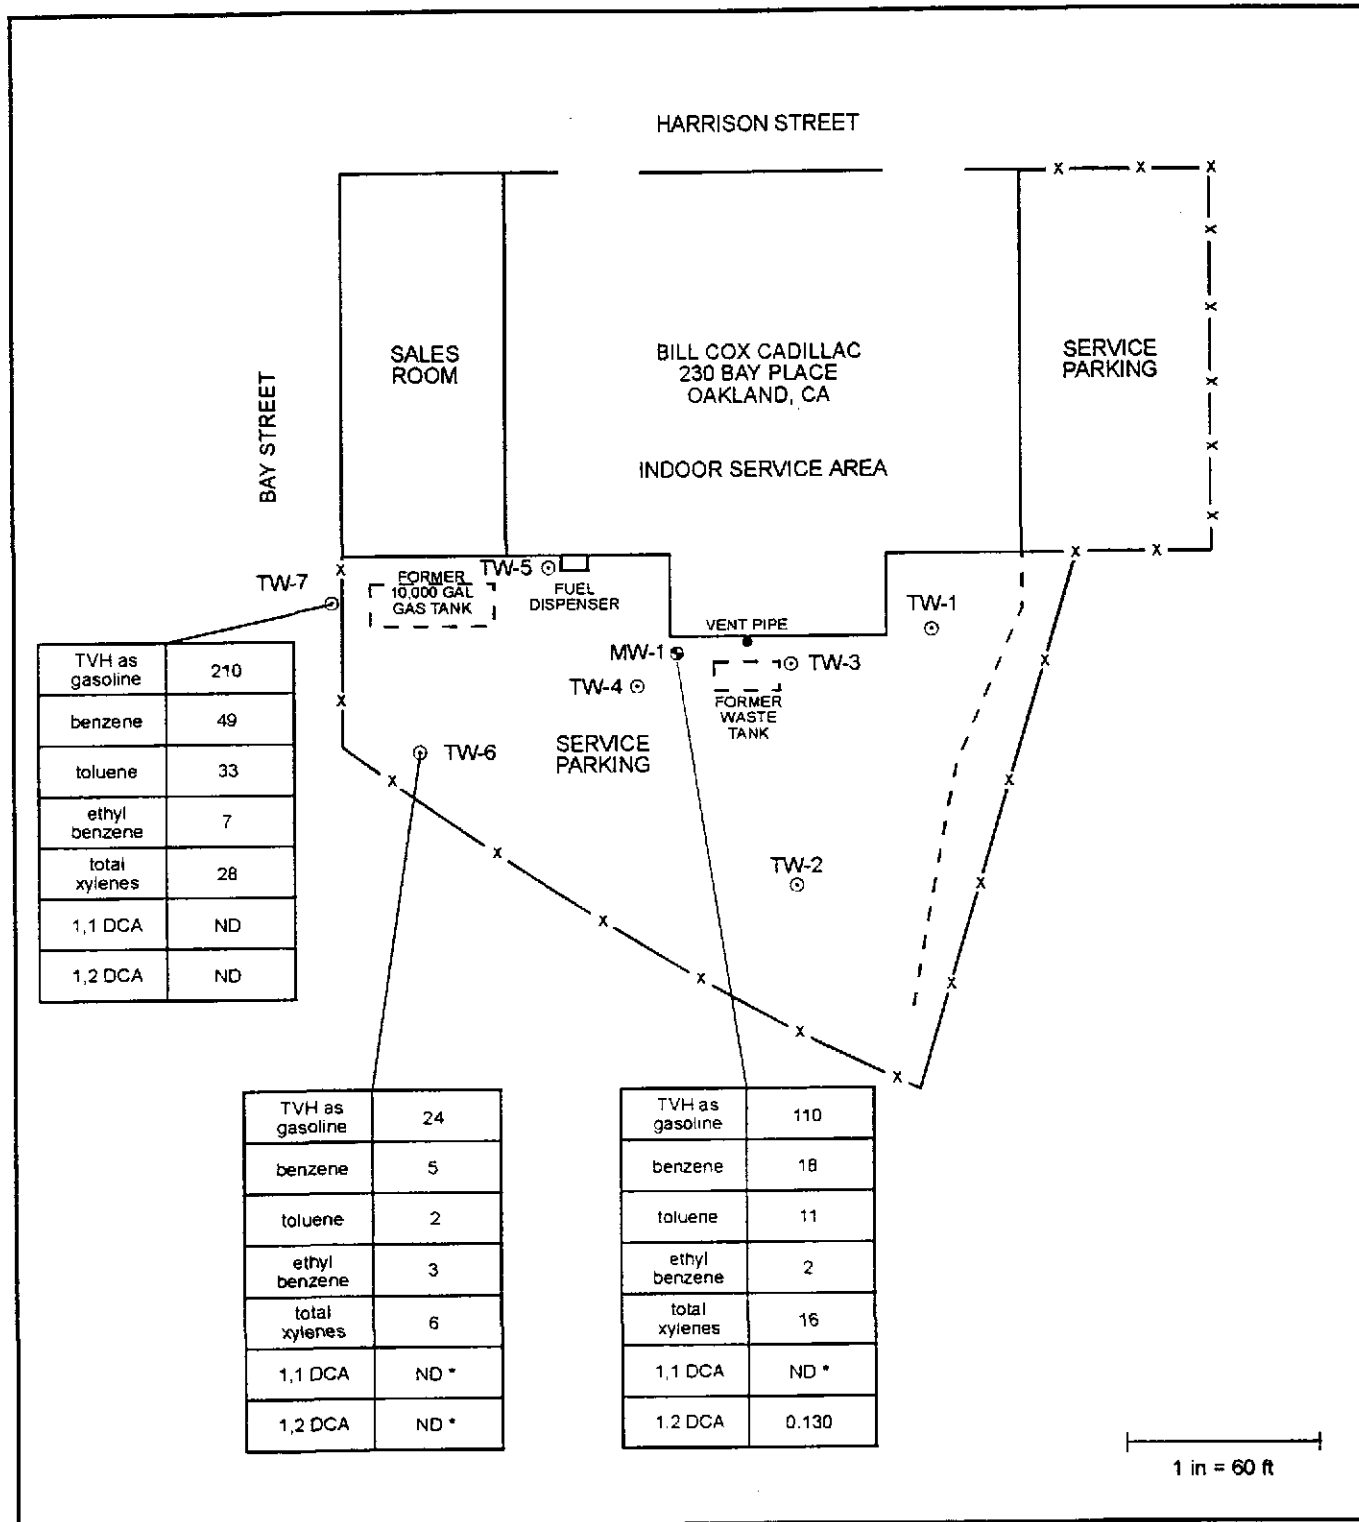 HARRISON STREET
SALES
ROOM
BILL COX CADILLAC
230 BAY PLACE
OAKLAND, CA
SERVICE
PARKING
BAY STREET
INDOOR SERVICE AREA
TW-7
FORMER
10,000 GAL
GAS TANK
TW-5
FUEL
DISPENSER
TW-1
VENT PIPE
MW-1
TW-3
TW-4
FORMER
WASTE
TANK
TW-6
SERVICE
PARKING
TW-2
TVH as
gasoline 210
benzene 49
toluene 33
ethyl
benzene 7
total
xylenes 28
1,1 DCA ND
1,2 DCA ND
TVH as
gasoline 24
benzene 5
toluene 2
ethyl
benzene 3
total
xylenes 6
1,1 DCA ND *
1,2 DCA ND *
TVH as
gasoline 110
benzene 18
toluene 11
ethyl
benzene 2
total
xylenes 16
1,1 DCA ND *
1.2 DCA 0.130
1 in = 60 ft